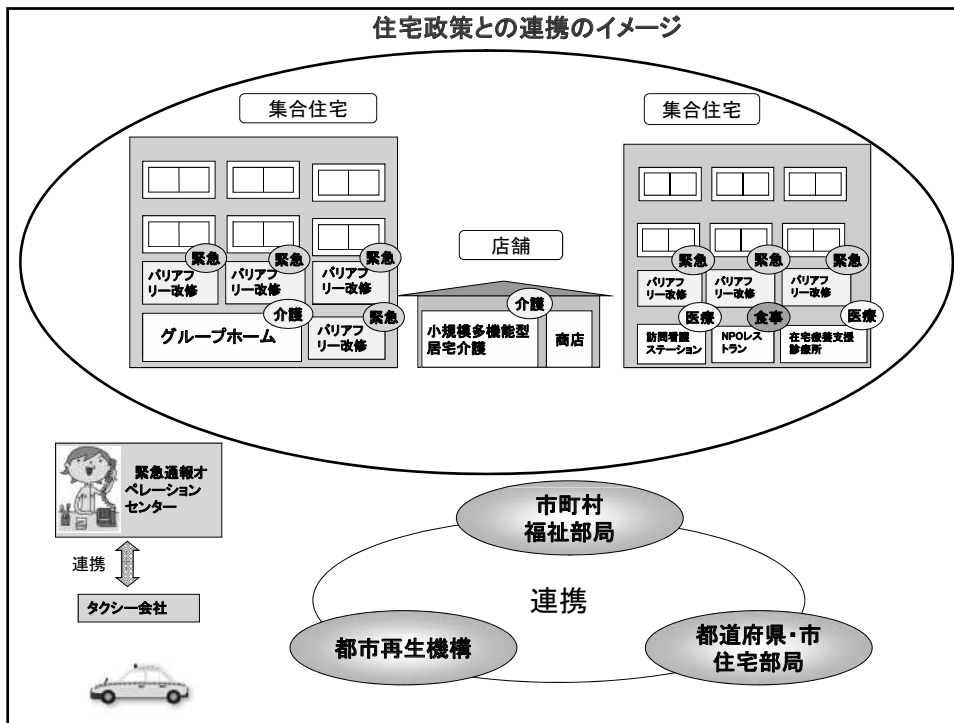 住宅政策との連携のイメージ
集合住宅
集合住宅
店舗
緊急
緊急
緊急
バリアフ
リー改修
バリアフ
リー改修
バリアフ
リー改修
介護
緊急
グループホーム
バリアフ
リー改修
介護
小規模多機能型
居宅介護
商店
緊急
緊急
緊急
バリアフ
リー改修
バリアフ
リー改修
バリアフ
リー改修
医療
食事
医療
訪問看護
ステーション
NPOレス
トラン
在宅療養支援
診療所
緊急通報オ
ペレーション
センター
連携
タクシー会社
市町村
福祉部局
連携
都市再生機構
都道府県・市
住宅部局